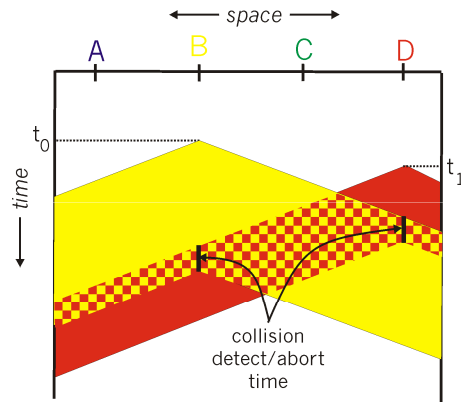 space
A B C D
t0
t1
time
collision
detect/abort
time